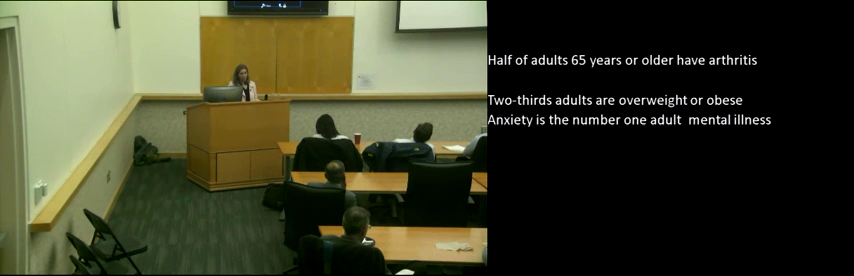 Half of adults 65 years or older have arthritis
Two-thirds adults are overweight or obese
Anxiety is the number one adult  mental illness